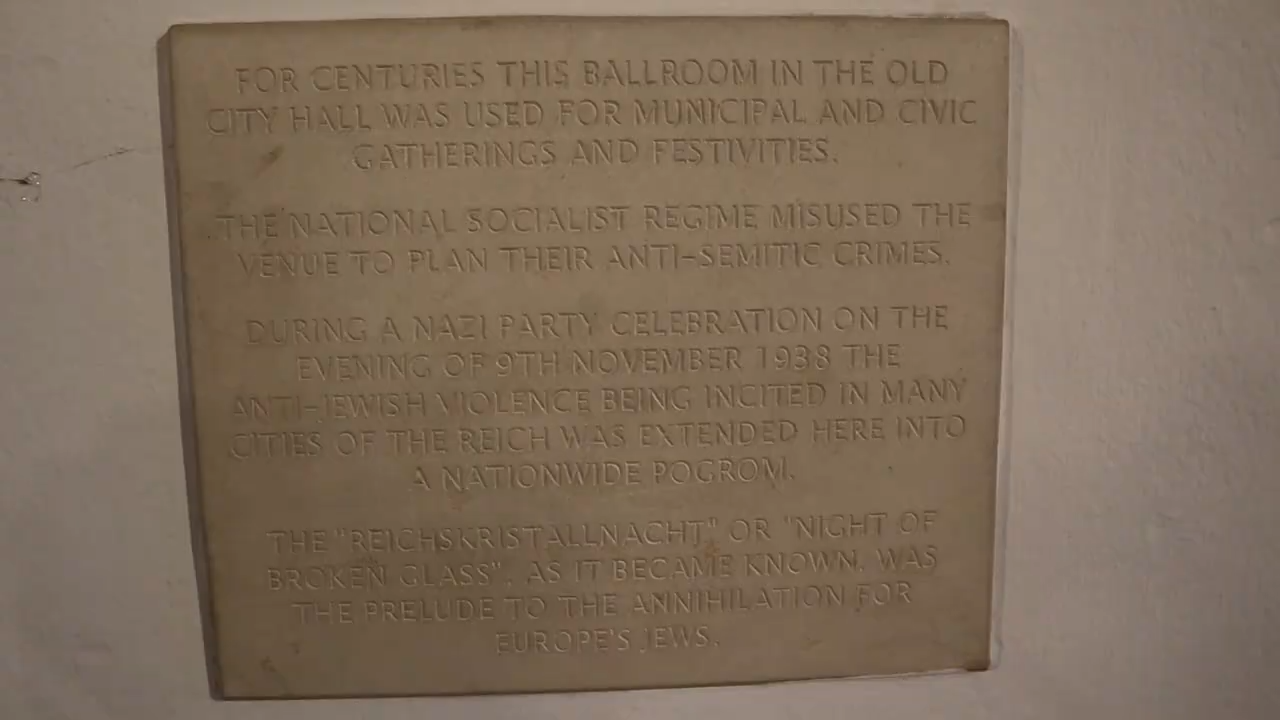 FOR CENTURIES THIS BALLROOM IN THE OLD
CITY HALL WAS USED FOR MUNICIPAL AND CIVIC
GATHERINGS AND FESTIVITIES.
THE NATIONAL SOCIALIST REGIME MISUSED THE
VENUE TO PLAN THEIR ANTI-SEMITIC CRIMES.
DURING A NAZI PARTY CELEBRATION ON THE
EVENING OF 9TH NOVEMBER 1938 THE
ANTI-JEWISH VIOLENCE BEING INCITED IN MANY
CITIES OF THE REICH WAS EXTENDED HERE INTO
A NATIONWIDE POGROM.
THE "REICHSKRISTALLNACHT" OR "NIGHT OF
BROKEN GLASS", AS IT BECAME KNOWN, WAS
THE PRELUDE TO THE ANNIHILATION FOR
EUROPE'S JEWS.